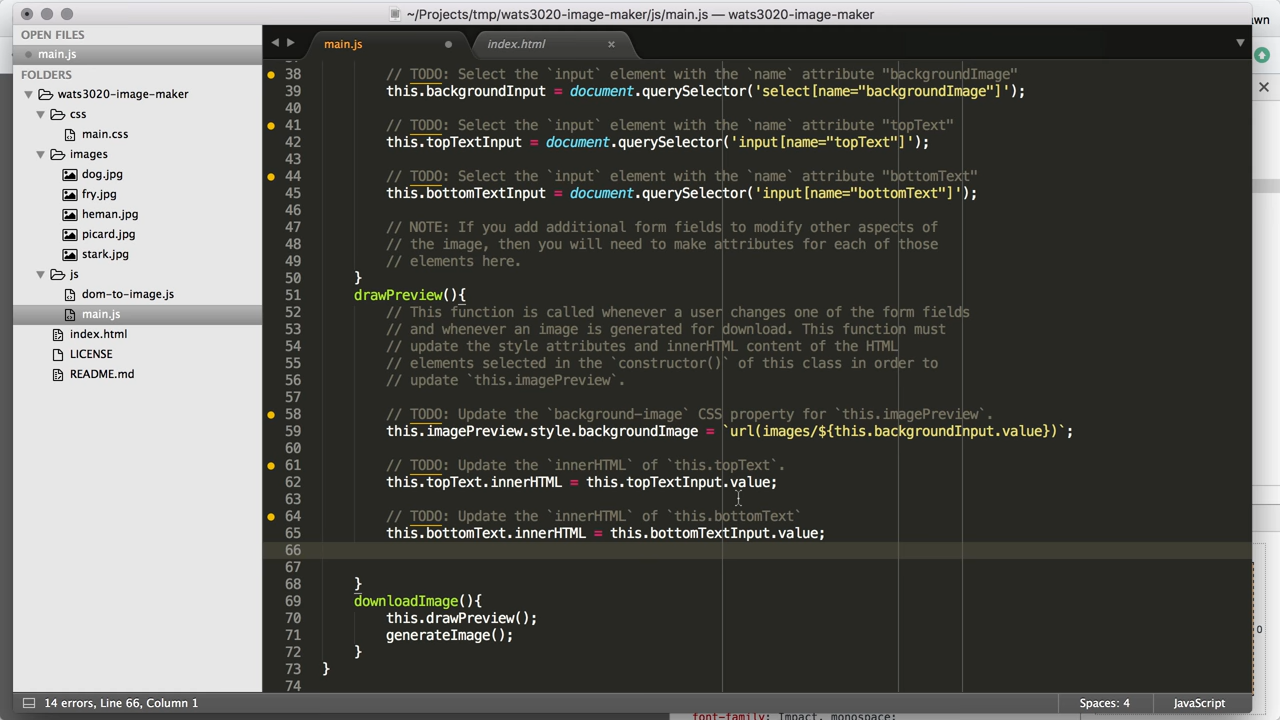 ~/Projects/tmp/wats3020-image-maker/js/main.js — wats3020-image-maker
awn
OPEN FILES
main.js
FOLDERS
wats3020-image-maker
css
main.css
images
dog.jpg
fry.jpg
heman.jpg
picard.jpg
stark.jpg
js
dom-to-image.js
main.js
index.html
LICENSE
README.md
main.js
index.html
38 // TODO: Select the `input` element with the `name` attribute "backgroundImage"
39 this.backgroundInput = document.querySelector('select[name="backgroundImage"]');
40
41 // TODO: Select the `input` element with the `name` attribute "topText"
42 this.topTextInput = document.querySelector('input[name="topText"]');
43
44 // TODO: Select the `input` element with the `name` attribute "bottomText"
45 this.bottomTextInput = document.querySelector('input[name="bottomText"]');
46
47 // NOTE: If you add additional form fields to modify other aspects of
48 // the image, then you will need to make attributes for each of those
49 // elements here.
50 }
51 drawPreview(){
52 // This function is called whenever a user changes one of the form fields
53 // and whenever an image is generated for download. This function must
54 // update the style attributes and innerHTML content of the HTML
55 // elements selected in the `constructor()` of this class in order to
56 // update `this.imagePreview`.
57
58 // TODO: Update the `background-image` CSS property for `this.imagePreview`.
59 this.imagePreview.style.backgroundImage = `url(images/${this.backgroundInput.value})`;
60
61 // TODO: Update the `innerHTML` of `this.topText`.
62 this.topText.innerHTML = this.topTextInput.value;
63
64 // TODO: Update the `innerHTML` of `this.bottomText`
65 this.bottomText.innerHTML = this.bottomTextInput.value;
66
67
68 }
69 downloadImage(){
70 this.drawPreview();
71 generateImage();
72 }
73 }
74
0
14 errors, Line 66, Column 1
Spaces: 4
JavaScript
font-family: Impact, monospace;